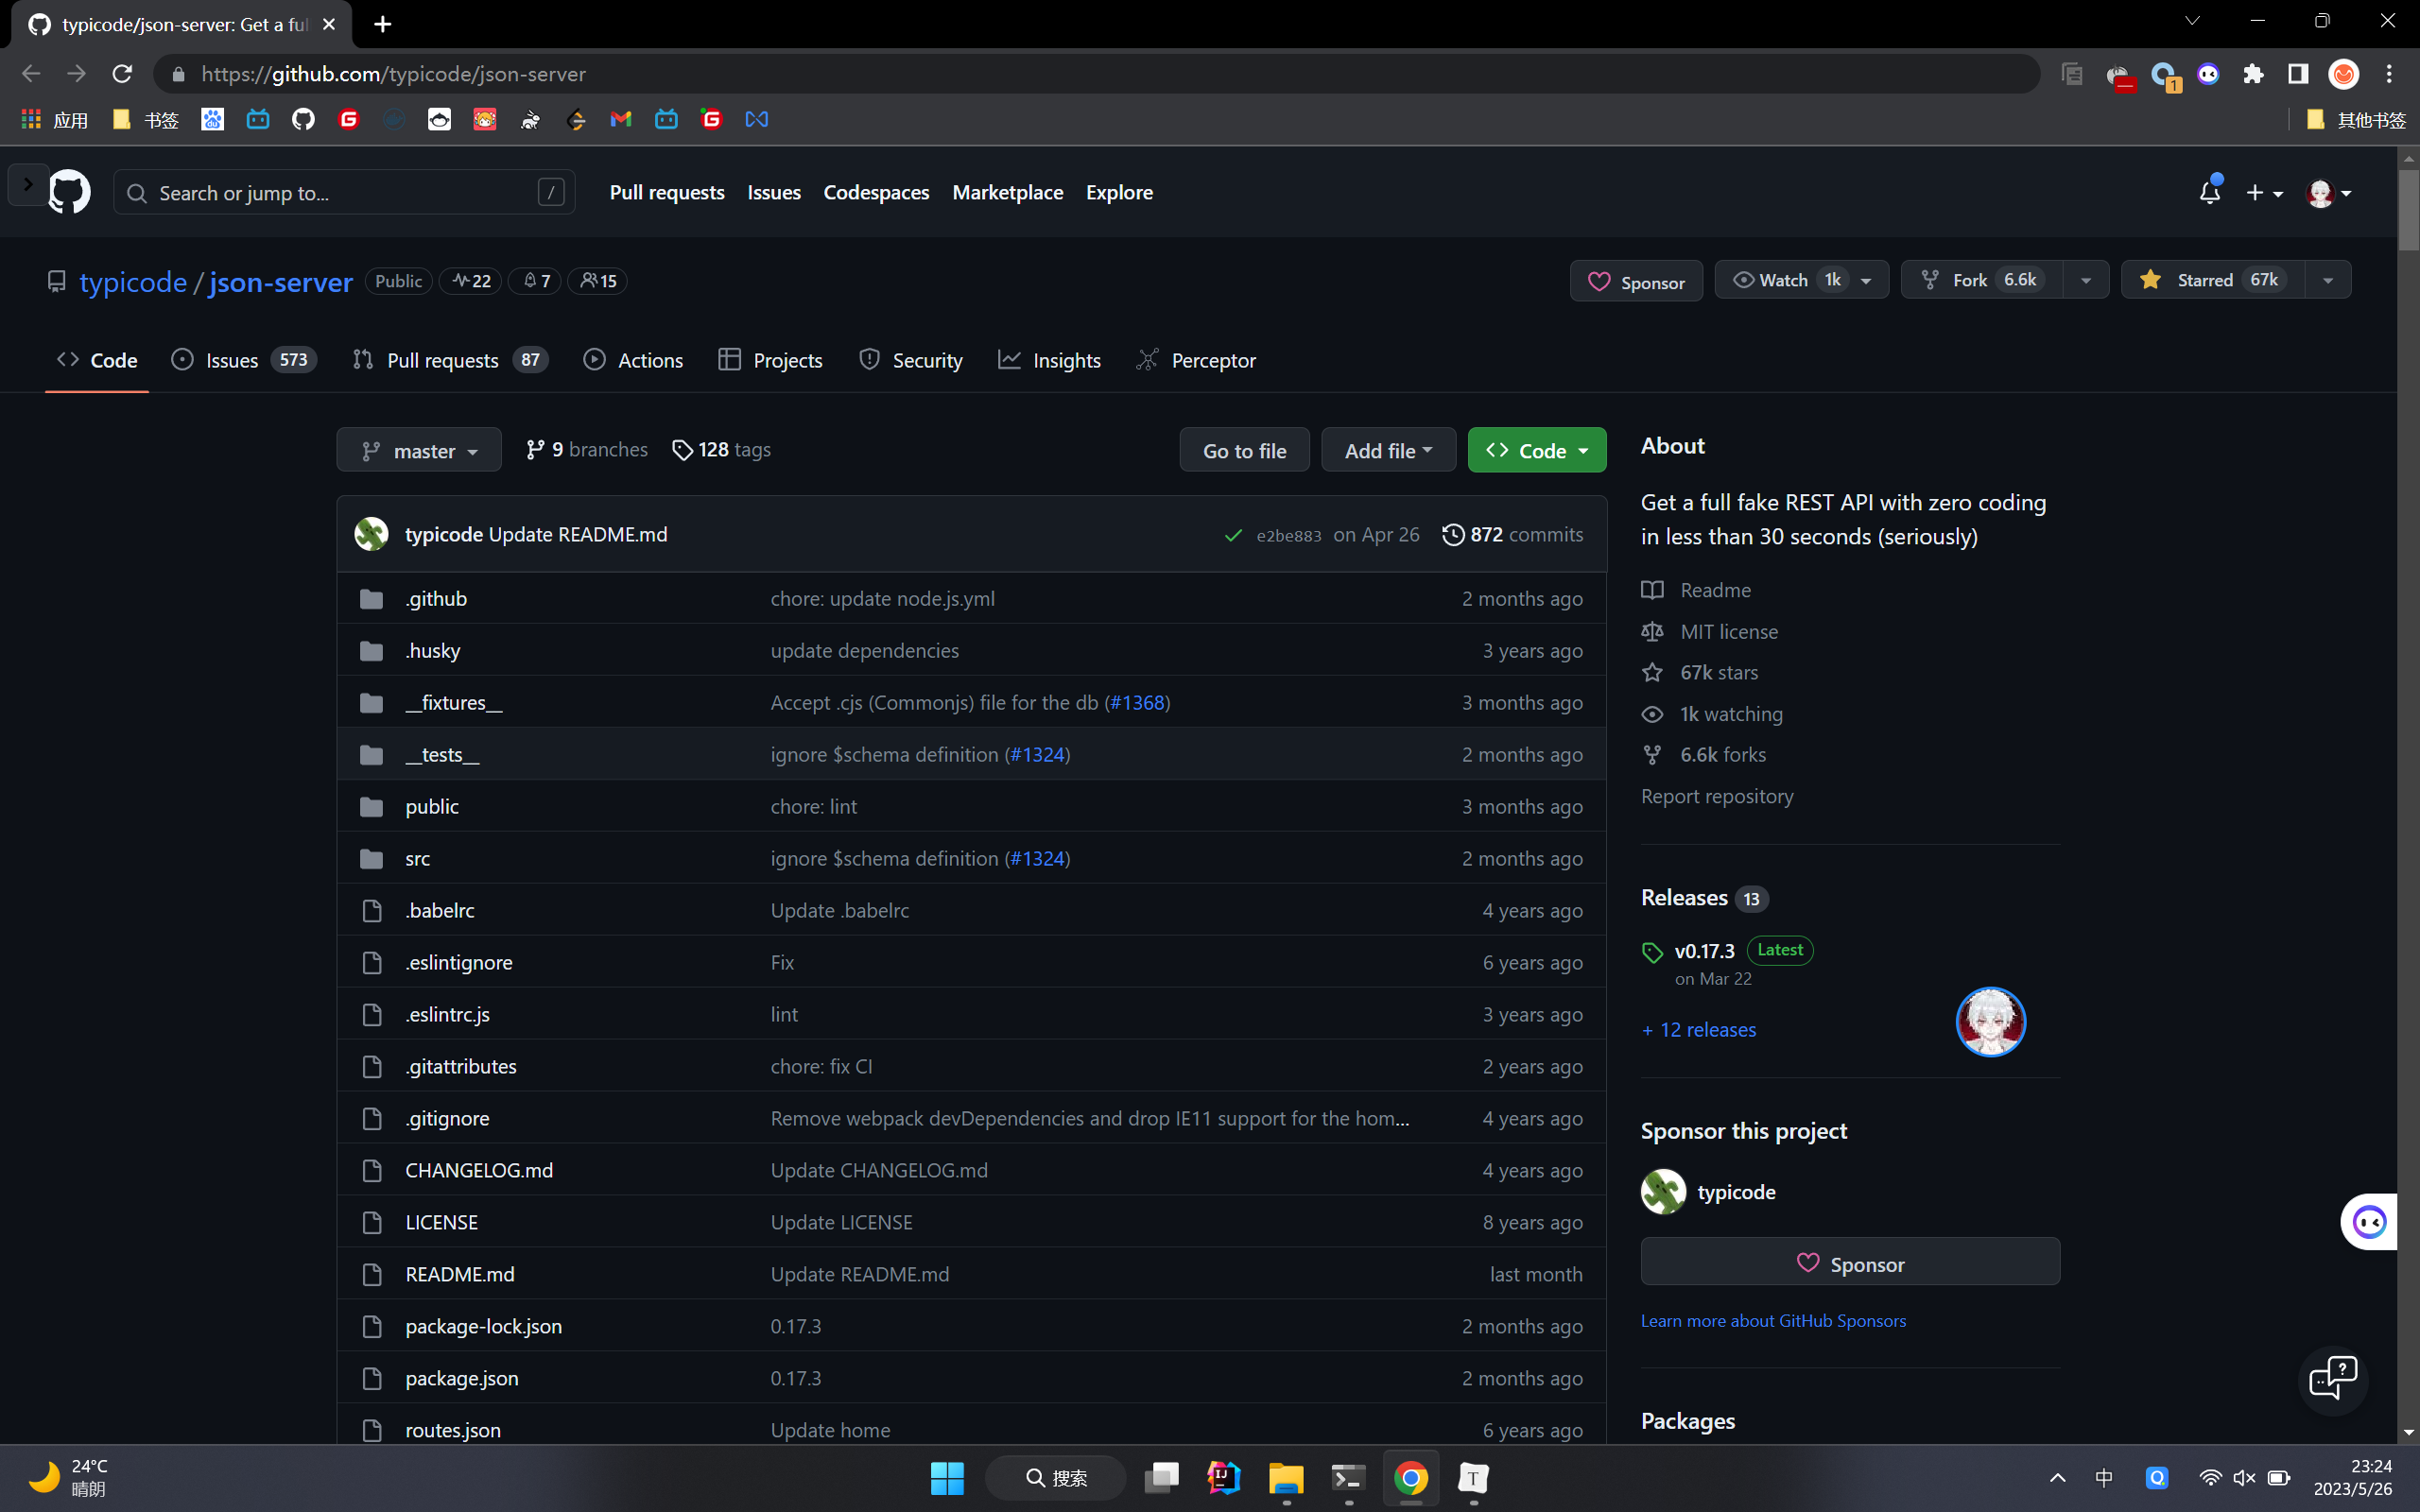 typicode/json-server: Get a ful
https://github.com/typicode/json-server
1
应用
书签
其他书签
Search or jump to...
/
Pull requests
Issues
Codespaces
Marketplace
Explore
typicode / json-server
Public
22
7
15
Sponsor
Watch 1k
Fork 6.6k
Starred 67k
Code
Issues 573
Pull requests 87
Actions
Projects
Security
Insights
Perceptor
master
9 branches
128 tags
Go to file
Add file
Code
typicode Update README.md
e2be883 on Apr 26
872 commits
.github chore: update node.js.yml 2 months ago
.husky update dependencies 3 years ago
__fixtures__ Accept .cjs (Commonjs) file for the db (#1368) 3 months ago
__tests__ ignore $schema definition (#1324) 2 months ago
public chore: lint 3 months ago
src ignore $schema definition (#1324) 2 months ago
.babelrc Update .babelrc 4 years ago
.eslintignore Fix 6 years ago
.eslintrc.js lint 3 years ago
.gitattributes chore: fix CI 2 years ago
.gitignore Remove webpack devDependencies and drop IE11 support for the hom... 4 years ago
CHANGELOG.md Update CHANGELOG.md 4 years ago
LICENSE Update LICENSE 8 years ago
README.md Update README.md last month
package-lock.json 0.17.3 2 months ago
package.json 0.17.3 2 months ago
routes.json Update home 6 years ago
About
Get a full fake REST API with zero coding
in less than 30 seconds (seriously)
Readme
MIT license
67k stars
1k watching
6.6k forks
Report repository
Releases 13
v0.17.3 Latest
on Mar 22
+ 12 releases
Sponsor this project
typicode
Sponsor
Learn more about GitHub Sponsors
Packages
24°C
晴朗
搜索
中
23:24
2023/5/26